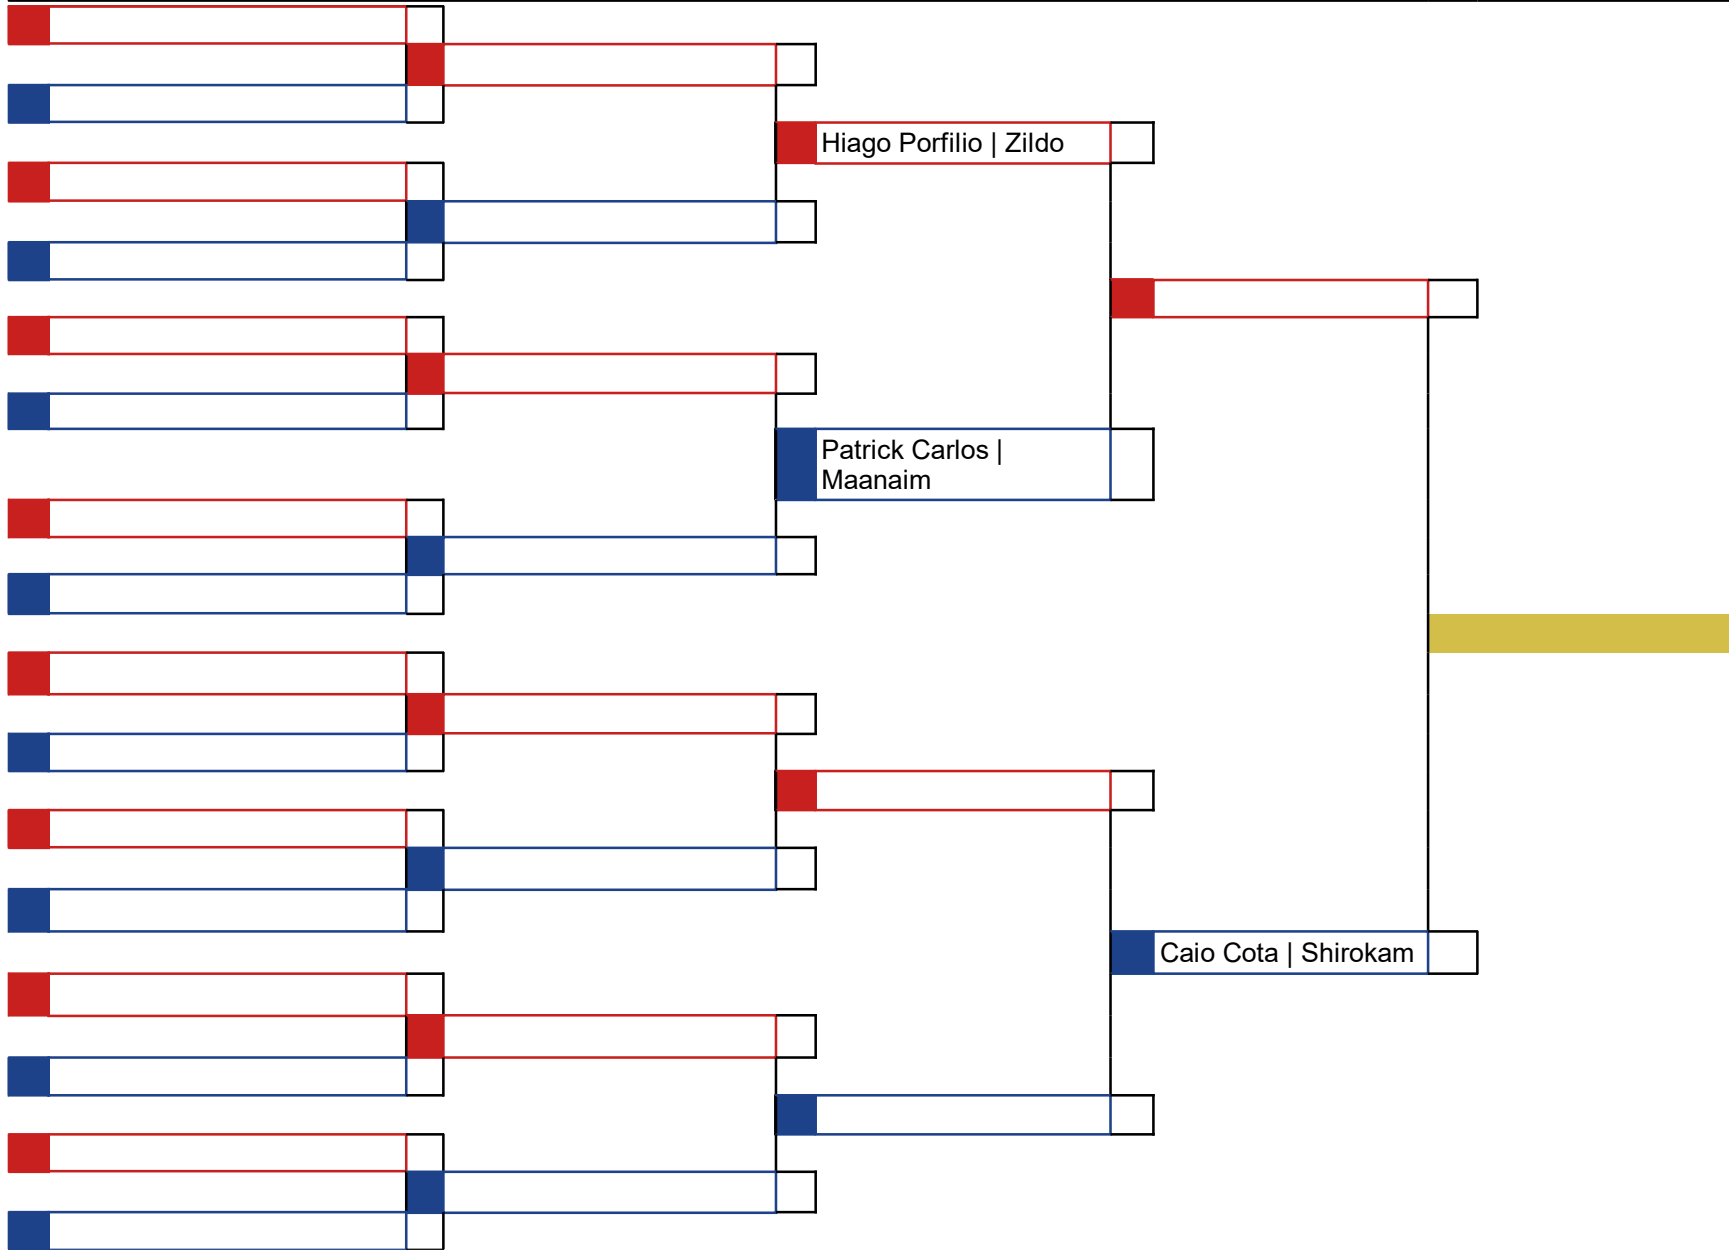 Hiago Porfilio | Zildo
Patrick Carlos |
Maanaim
Caio Cota | Shirokam